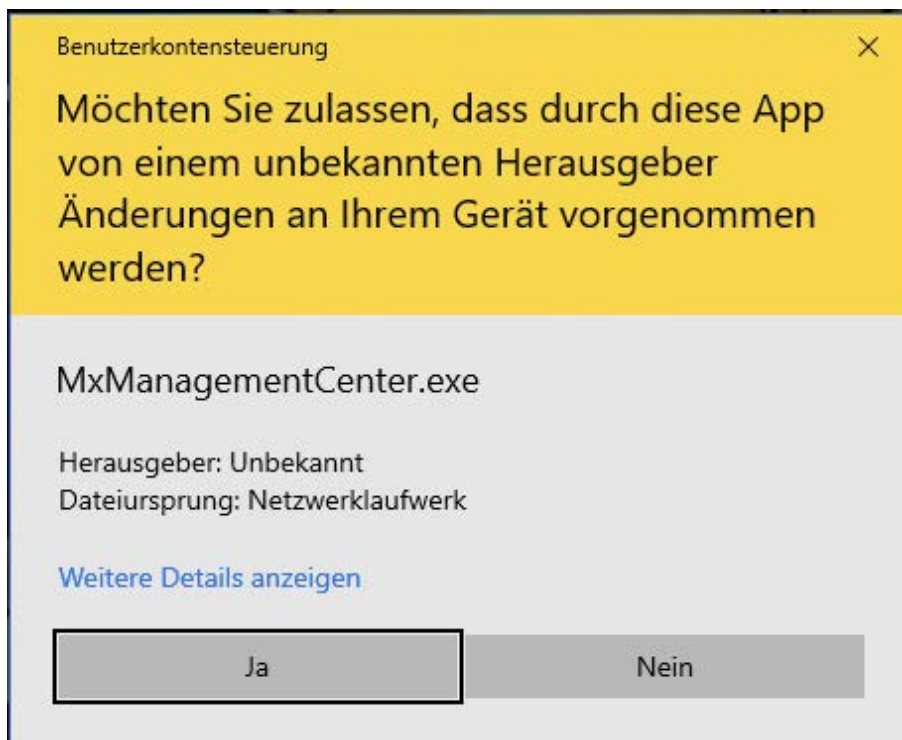 Benutzerkontensteuerung
Möchten Sie zulassen, dass durch diese App
von einem unbekannten Herausgeber
Änderungen an Ihrem Gerät vorgenommen
werden?
MxManagementCenter.exe
Herausgeber: Unbekannt
Dateiursprung: Netzwerklaufwerk
Weitere Details anzeigen
Ja
Nein